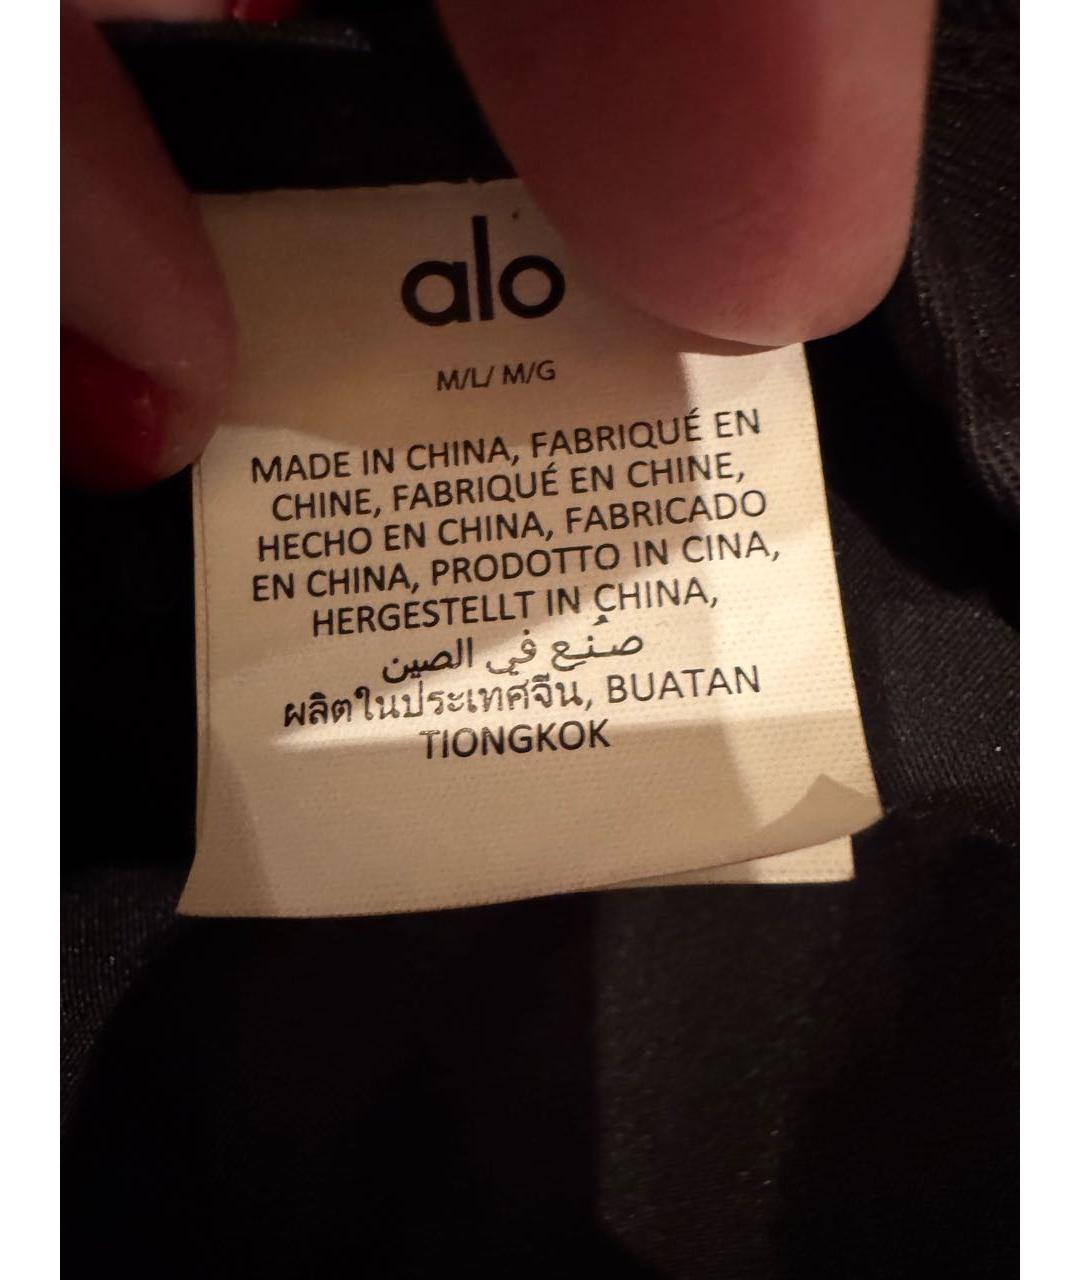 alo
M/L/ M/G
MADE IN CHINA, FABRIQUÉ EN
CHINE, FABRIQUÉ EN CHINE,
HECHO EN CHINA, FABRICADO
EN CHINA, PRODOTTO IN CINA,
HERGESTELLT IN CHINA,
صُنع في الصين
ผลิตในประเทศจีน, BUATAN
TIONGKOK